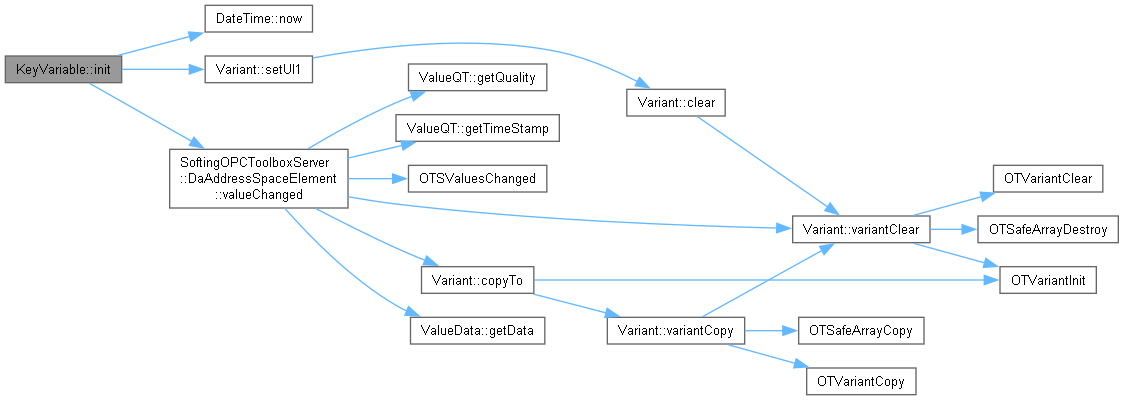 DateTime::now
KeyVariable::init
Variant::setUI1
ValueQT::getQuality
Variant::clear
ValueQT::getTimeStamp
SoftingOPCToolboxServer
::DaAddressSpaceElement
::valueChanged
OTSValuesChanged
OTVariantClear
Variant::variantClear
OTSafeArrayDestroy
Variant::copyTo
OTVariantInit
ValueData::getData
Variant::variantCopy
OTSafeArrayCopy
OTVariantCopy